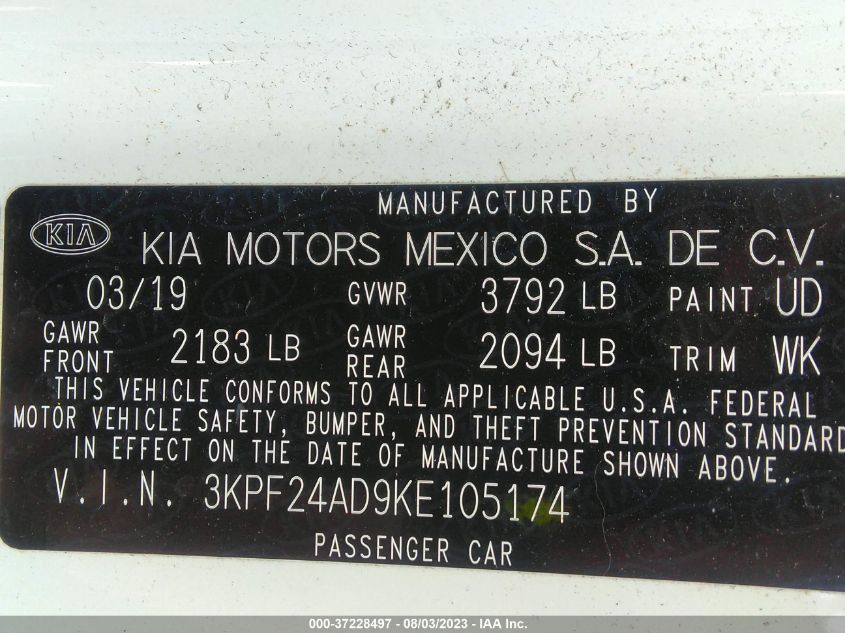 MANUFACTURED BY
KIA KIA MOTORS MEXICO S.A. DE C.V.
03/19 GVWR 3792 LB PAINT UD
GAWR FRONT 2183 LB GAWR REAR 2094 LB TRIM WK
THIS VEHICLE CONFORMS TO ALL APPLICABLE U.S.A. FEDERAL
MOTOR VEHICLE SAFETY, BUMPER, AND THEFT PREVENTION STANDARD
IN EFFECT ON THE DATE OF MANUFACTURE SHOWN ABOVE.
V.I.N. 3KPF24AD9KE105174
PASSENGER CAR
000-37228497 - 08/03/2023 - IAA Inc.